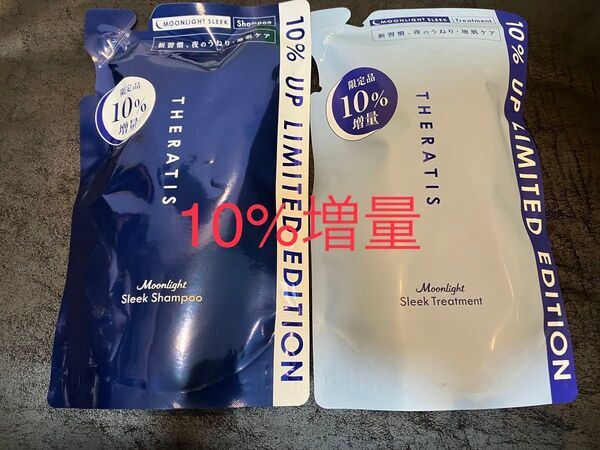 MOONLIGHT SLEEK Shampoo
新習慣、夜のうねり・地肌ケア
限定品
10%
増量
THERATIS
Moonlight
Sleek Shampoo
10% UP LIMITED EDITION
MOONLIGHT SLEEK Treatment
新習慣、夜のうねり・地肌ケア
限定品
10%
増量
THERATIS
Moonlight
Sleek Treatment
10% UP LIMITED EDITION
10%増量